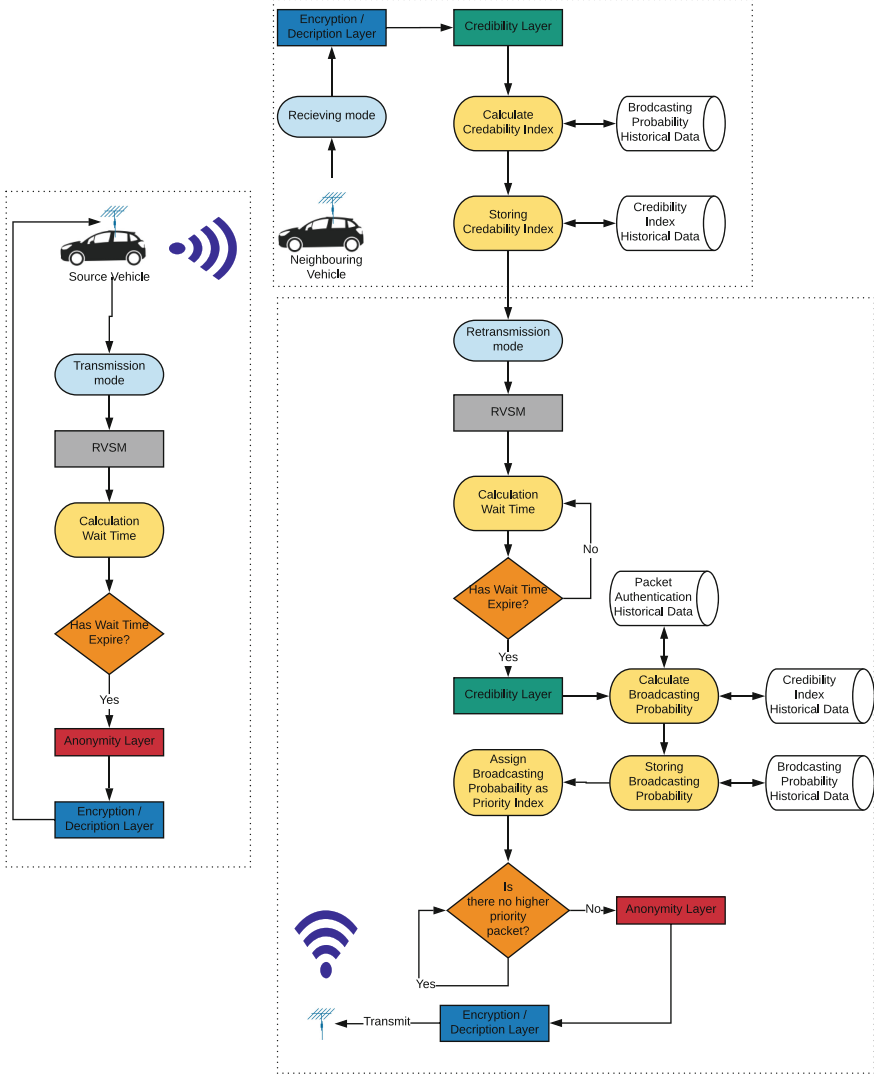 Encryption /
Decription Layer
Credibility Layer
Recieving mode
Calculate
Credability Index
Brodcasting
Probability
Historical Data
Storing
Credability Index
Credibility
Index
Historical Data
Neighbouring
Vehicle
Source Vehicle
Transmission
mode
RVSM
Calculation
Wait Time
Has Wait Time
Expire?
Yes
Anonymity Layer
Encryption /
Decription Layer
Retransmission
mode
RVSM
Calculation
Wait Time
No
Has Wait Time
Expire?
Yes
Packet
Authentication
Historical Data
Credibility Layer
Calculate
Broadcasting
Probability
Credibility
Index
Historical Data
Assign
Broadcasting
Probabaility as
Priority Index
Storing
Broadcasting
Probability
Brodcasting
Probability
Historical Data
Is
there no higher
priority
packet?
No
Anonymity Layer
Yes
Transmit
Encryption /
Decription Layer